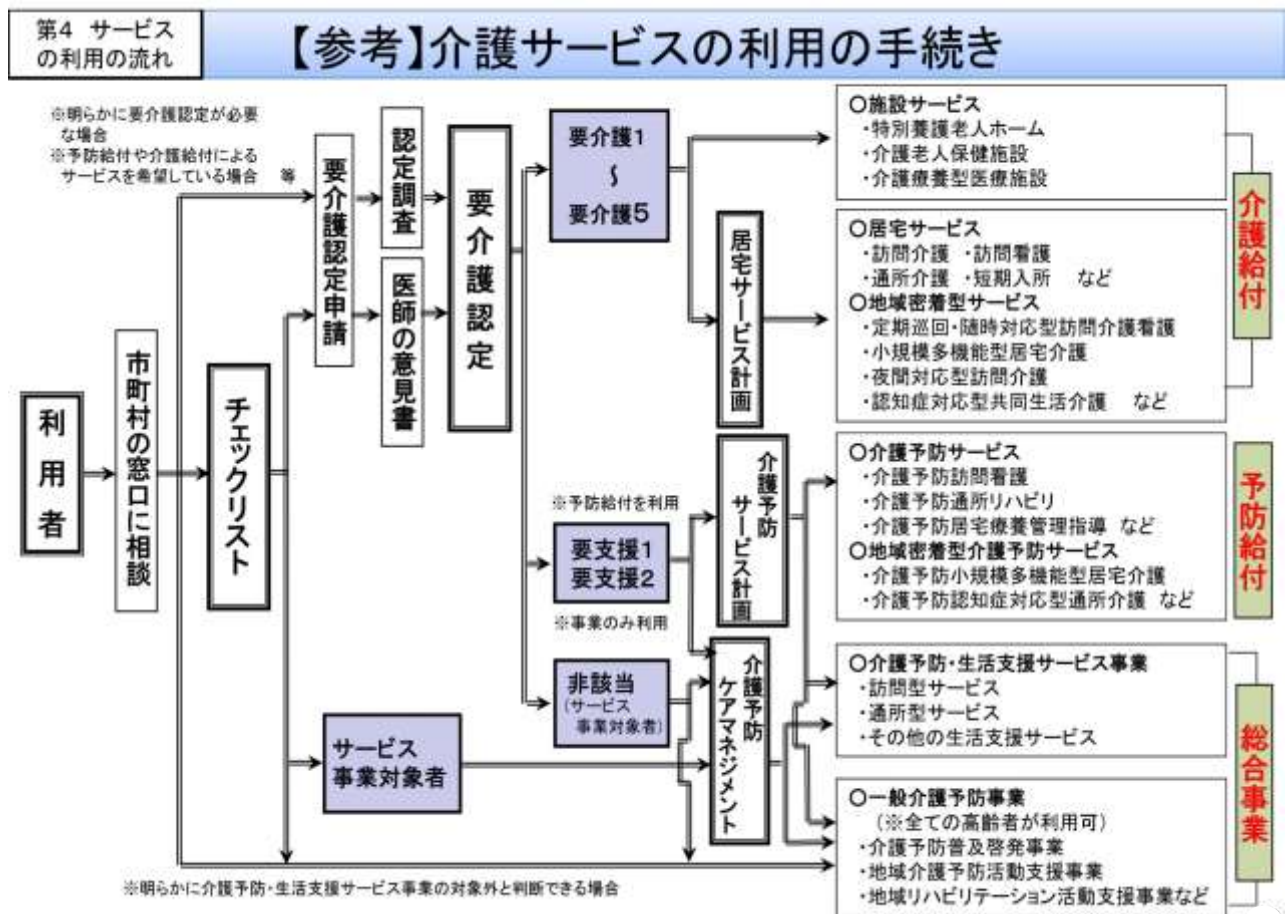 第4 サービス
の利用の流れ
【参考】介護サービスの利用の手続き
※明らかに要介護認定が必要
な場合
※予防給付や介護給付による
サービスを希望している場合 等
利用者
市町村の窓口に相談
チェックリスト
要介護認定申請
認定調査
医師の意見書
要介護認定
要介護1
〜
要介護5
※予防給付を利用
要支援1
要支援2
※事業のみ利用
非該当
(サービス
事業対象者)
サービス
事業対象者
居宅サービス計画
介護予防
サービス計画
介護予防
ケアマネジメント
○施設サービス
・特別養護老人ホーム
・介護老人保健施設
・介護療養型医療施設
○居宅サービス
・訪問介護 ・訪問看護
・通所介護 ・短期入所 など
○地域密着型サービス
・定期巡回・随時対応型訪問介護看護
・小規模多機能型居宅介護
・夜間対応型訪問介護
・認知症対応型共同生活介護 など
介護給付
○介護予防サービス
・介護予防訪問看護
・介護予防通所リハビリ
・介護予防居宅療養管理指導 など
○地域密着型介護予防サービス
・介護予防小規模多機能型居宅介護
・介護予防認知症対応型通所介護 など
予防給付
○介護予防・生活支援サービス事業
・訪問型サービス
・通所型サービス
・その他の生活支援サービス
○一般介護予防事業
(※全ての高齢者が利用可)
・介護予防普及啓発事業
・地域介護予防活動支援事業
・地域リハビリテーション活動支援事業など
総合事業
※明らかに介護予防・生活支援サービス事業の対象外と判断できる場合